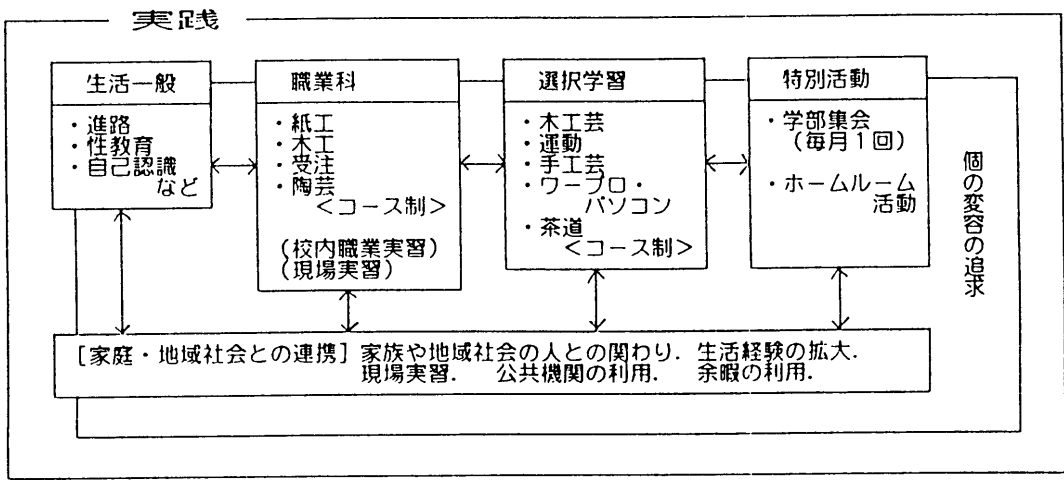 実践
生活一般
・進路
・性教育
・自己認識
など
職業科
・紙工
・木工
・受注
・陶芸
＜コース制＞
(校内職業実習)
(現場実習)
選択学習
・木工芸
・運動
・手工芸
・ワープロ・
パソコン
・茶道
＜コース制＞
特別活動
・学部集会
(毎月１回)
・ホームルーム
活動
個の変容の追求
[家庭・地域社会との連携] 家族や地域社会の人との関わり. 生活経験の拡大.
現場実習. 公共機関の利用. 余暇の利用.